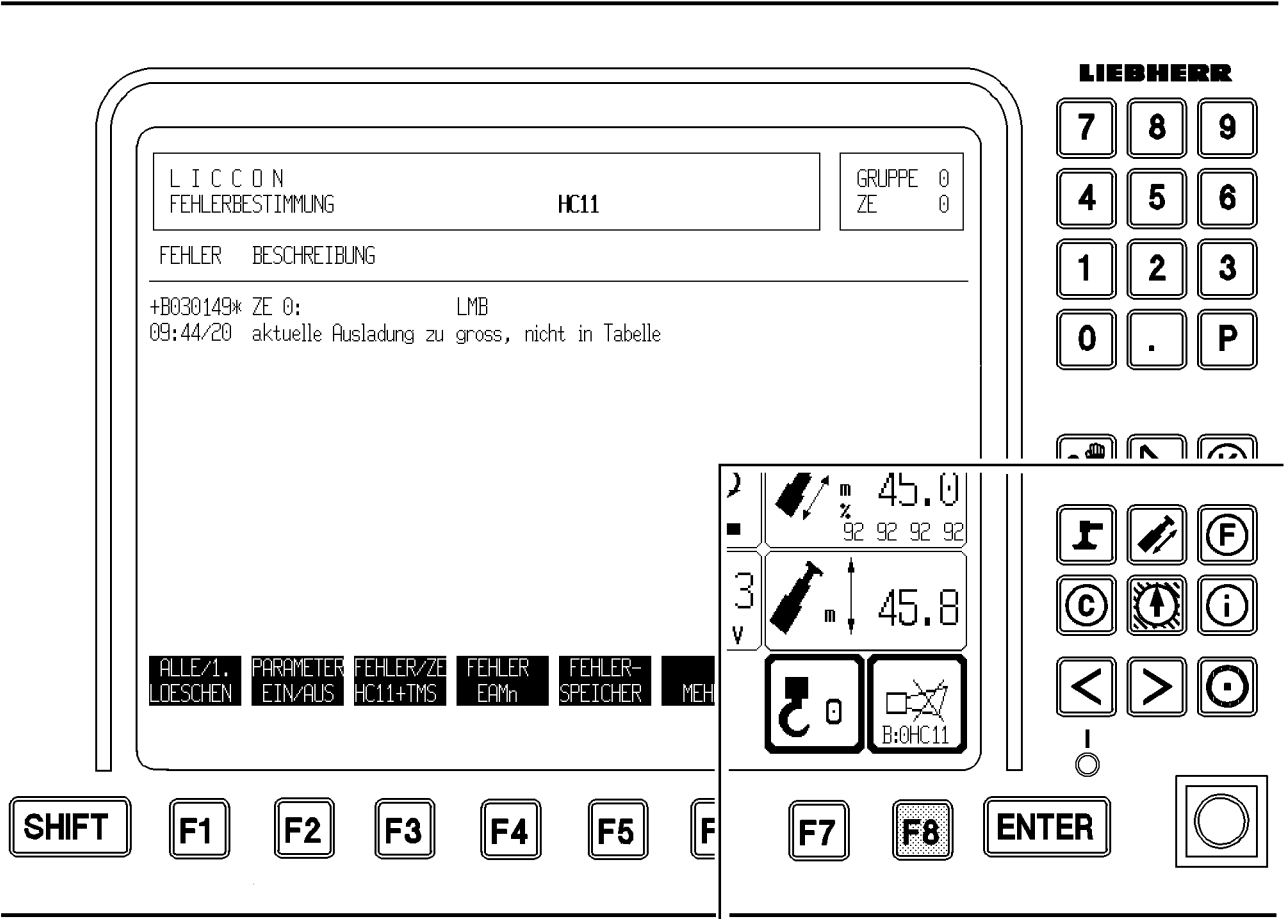 LIEBHERR
7 8 9
4 5 6
1 2 3
0 . P
LICCON
FEHLERBESTIMMUNG HC11
GRUPPE 0
ZE 0
FEHLER BESCHREIBUNG
+B030149* ZE 0: LMB
09:44/20 aktuelle Ausladung zu gross, nicht in Tabelle
m 45.0
%
92 92 92 92
3
V
m 45.8
0
B:0HC11
F
C i
< >
I
ALLE/1. LOESCHEN
PARAMETER EIN/AUS
FEHLER/ZE HC11+TMS
FEHLER EAMn
FEHLER-SPEICHER
MEH
SHIFT F1 F2 F3 F4 F5 F F7 F8 ENTER